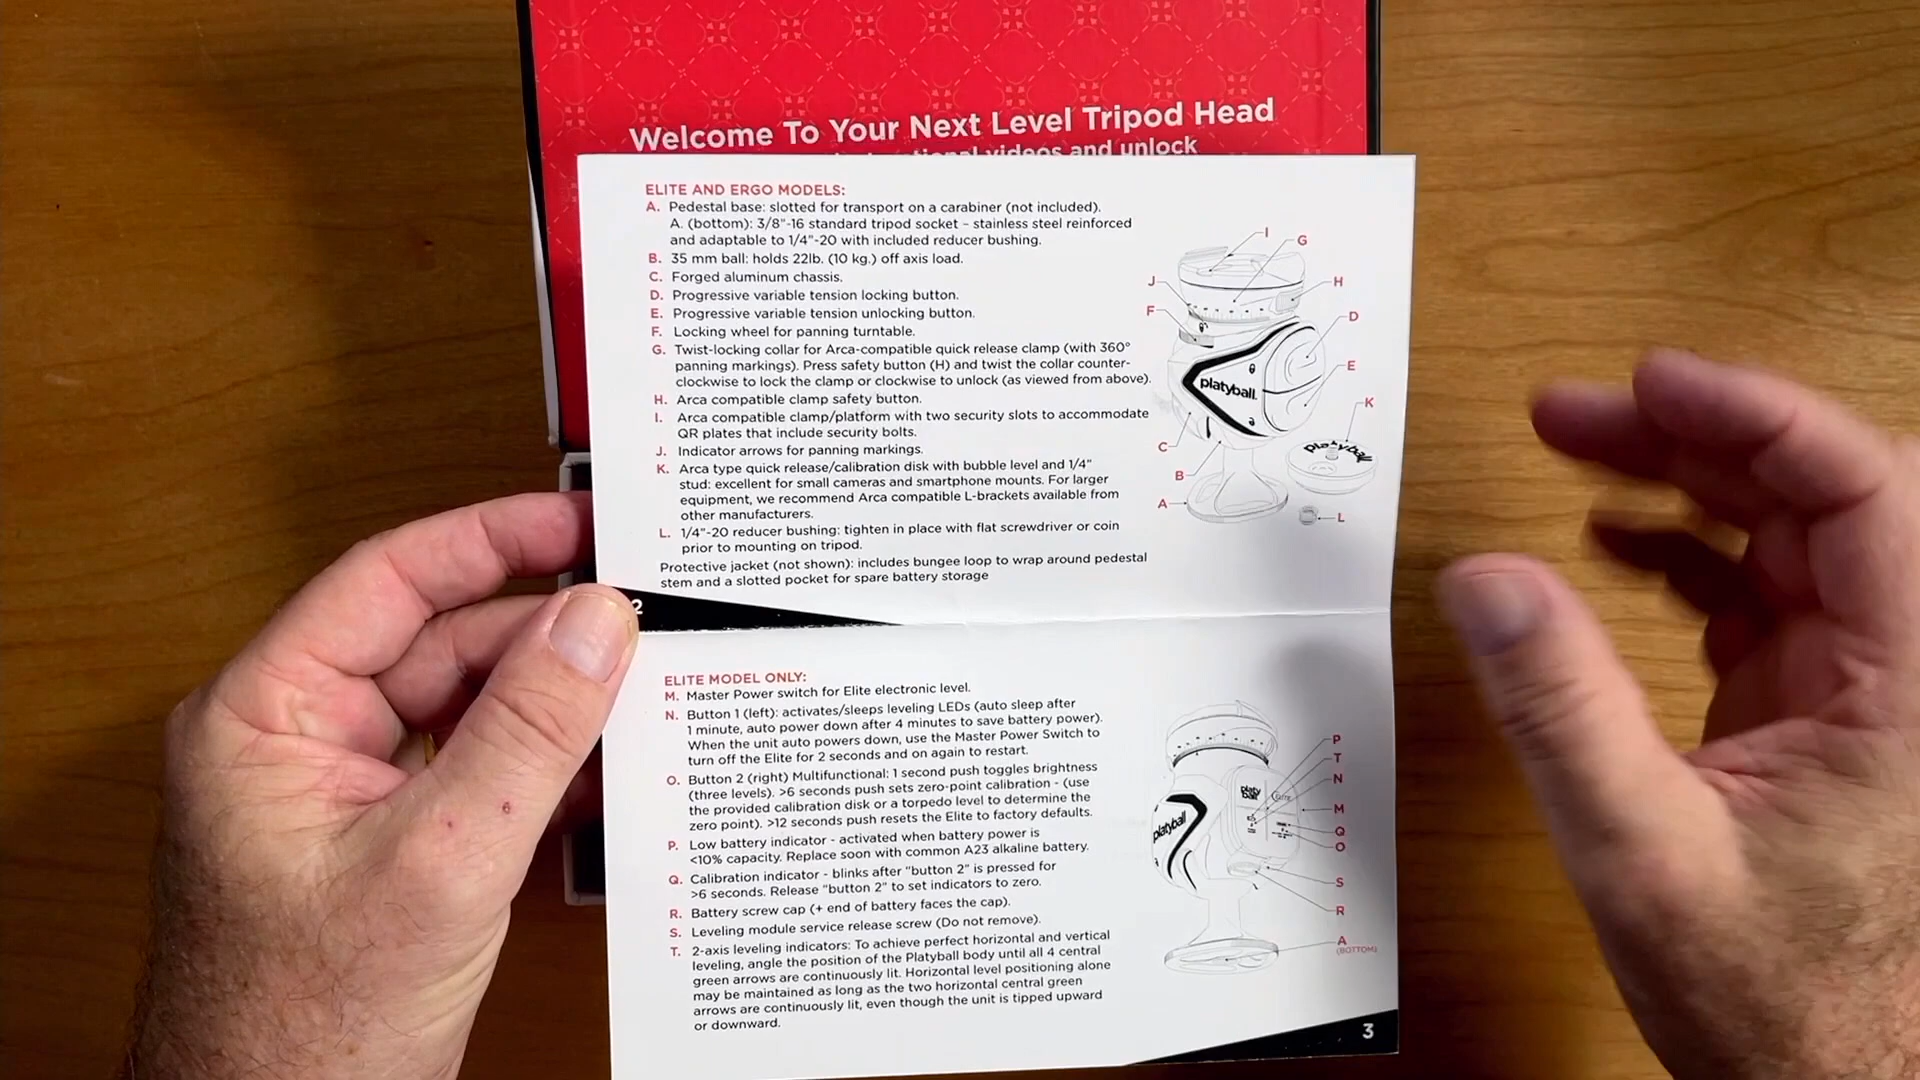 Welcome To Your Next Level Tripod Head
videos and unlock
ELITE AND ERGO MODELS:
A. Pedestal base: slotted for transport on a carabiner (not included).
A. (bottom): 3/8"-16 standard tripod socket – stainless steel reinforced
and adaptable to 1/4"-20 with included reducer bushing.
B. 35 mm ball: holds 22lb. (10 kg.) off axis load.
C. Forged aluminum chassis.
D. Progressive variable tension locking button.
E. Progressive variable tension unlocking button.
F. Locking wheel for panning turntable.
G. Twist-locking collar for Arca-compatible quick release clamp (with 360°
panning markings). Press safety button (H) and twist the collar counter-
clockwise to lock the clamp or clockwise to unlock (as viewed from above).
H. Arca compatible clamp safety button.
I. Arca compatible clamp/platform with two security slots to accommodate
QR plates that include security bolts.
J. Indicator arrows for panning markings.
K. Arca type quick release/calibration disk with bubble level and 1/4"
stud: excellent for small cameras and smartphone mounts. For larger
equipment, we recommend Arca compatible L-brackets available from
other manufacturers.
L. 1/4"-20 reducer bushing: tighten in place with flat screwdriver or coin
prior to mounting on tripod.
Protective jacket (not shown): includes bungee loop to wrap around pedestal
stem and a slotted pocket for spare battery storage
I
G
J
H
F
D
E
platyball.
K
platyball
C
B
A
L
2
ELITE MODEL ONLY:
M. Master Power switch for Elite electronic level.
N. Button 1 (left): activates/sleeps leveling LEDs (auto sleep after
1 minute, auto power down after 4 minutes to save battery power).
When the unit auto powers down, use the Master Power Switch to
turn off the Elite for 2 seconds and on again to restart.
O. Button 2 (right) Multifunctional: 1 second push toggles brightness
(three levels). >6 seconds push sets zero-point calibration - (use
the provided calibration disk or a torpedo level to determine the
zero point). >12 seconds push resets the Elite to factory defaults.
P. Low battery indicator - activated when battery power is
<10% capacity. Replace soon with common A23 alkaline battery.
Q. Calibration indicator - blinks after "button 2" is pressed for
>6 seconds. Release "button 2" to set indicators to zero.
R. Battery screw cap (+ end of battery faces the cap).
S. Leveling module service release screw (Do not remove).
T. 2-axis leveling indicators: To achieve perfect horizontal and vertical
leveling, angle the position of the Platyball body until all 4 central
green arrows are continuously lit. Horizontal level positioning alone
may be maintained as long as the two horizontal central green
arrows are continuously lit, even though the unit is tipped upward
or downward.
P
T
N
M
Q
O
S
R
A
(BOTTOM)
platy
ball
ELITE
platyball
3